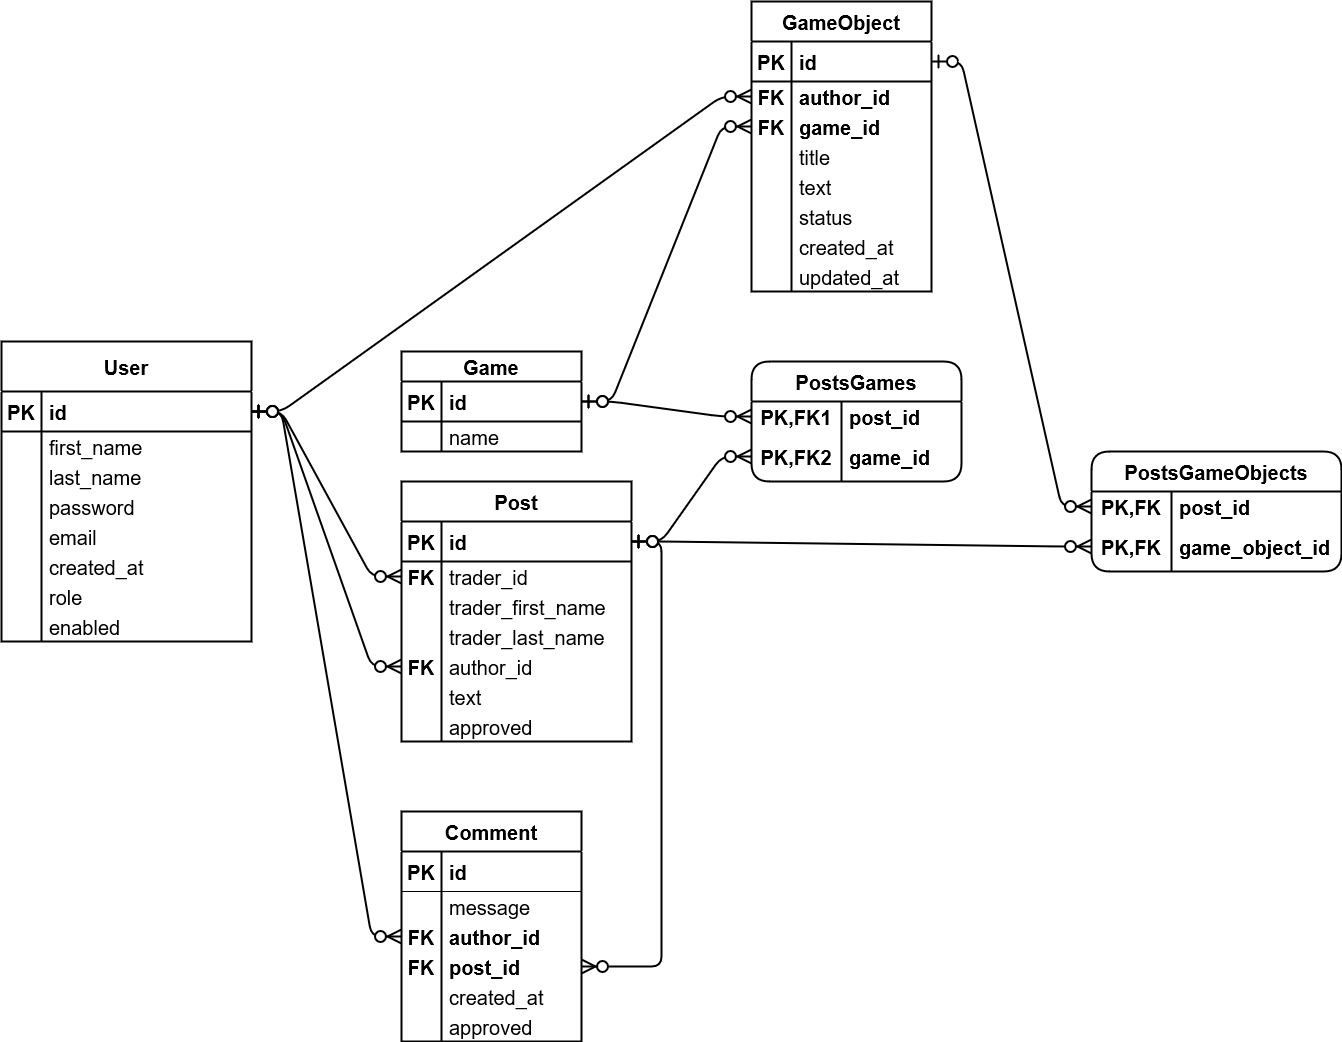 GameObject
PK id
FK author_id
FK game_id
title
text
status
created_at
updated_at
User
PK id
first_name
last_name
password
email
created_at
role
enabled
Game
PK id
name
PostsGames
PK,FK1 post_id
PK,FK2 game_id
PostsGameObjects
PK,FK post_id
PK,FK game_object_id
Post
PK id
FK trader_id
trader_first_name
trader_last_name
FK author_id
text
approved
Comment
PK id
message
FK author_id
FK post_id
created_at
approved